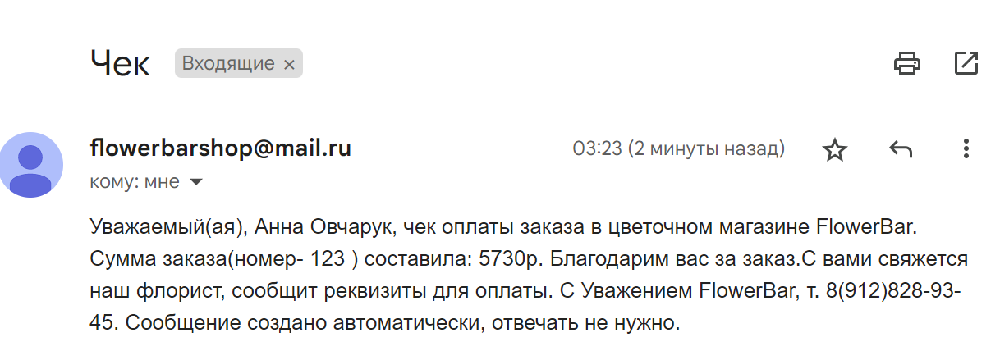 Чек Входящие ×
flowerbarshop@mail.ru 03:23 (2 минуты назад)
кому: мне
Уважаемый(ая), Анна Овчарук, чек оплаты заказа в цветочном магазине FlowerBar.
Сумма заказа(номер- 123 ) составила: 5730р. Благодарим вас за заказ.С вами свяжется
наш флорист, сообщит реквизиты для оплаты. С Уважением FlowerBar, т. 8(912)828-93-
45. Сообщение создано автоматически, отвечать не нужно.